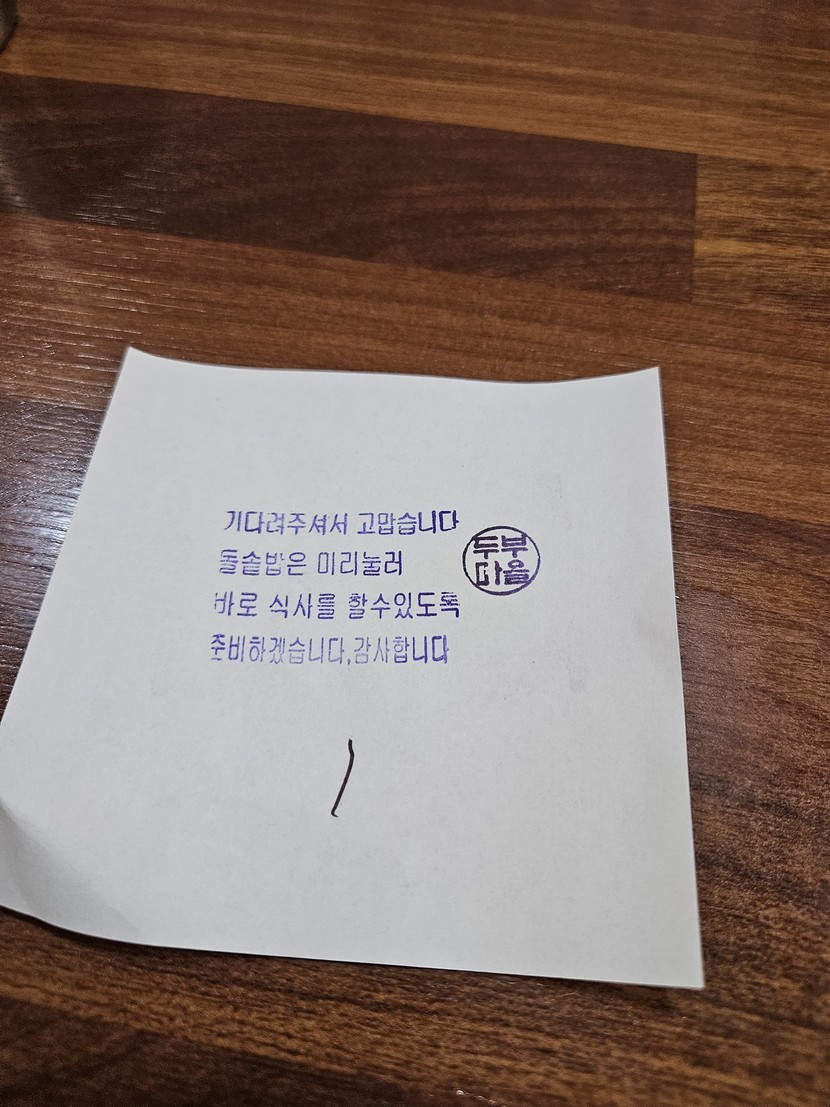 기다려주셔서 고맙습니다
돌솥밥은 미리눌러
바로 식사를 할수있도록
준비하겠습니다,감사합니다
두부
마을
1